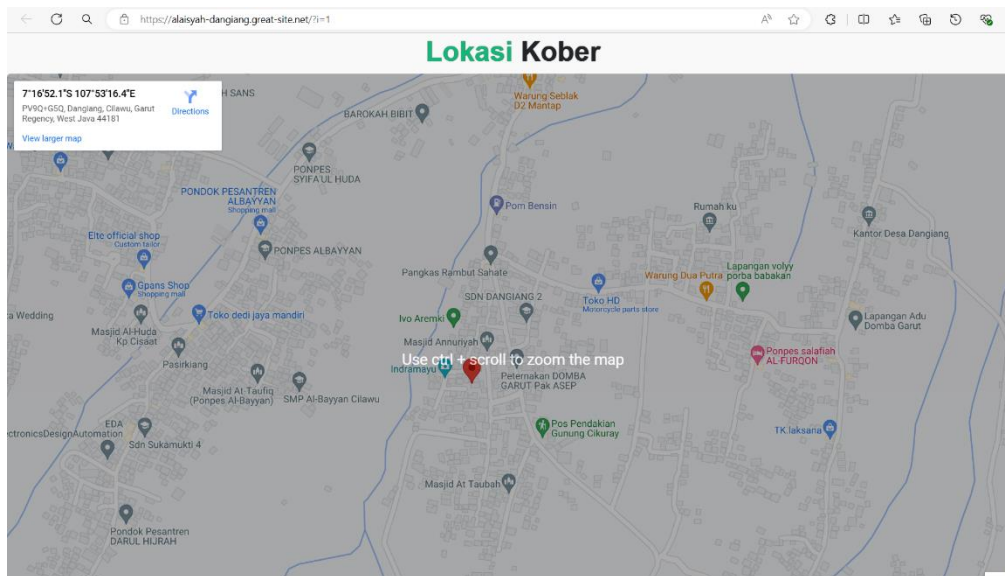 https://alaisyah-dangiang.great-site.net/?i=1
Lokasi Kober
7°16'52.1"S 107°53'16.4"E
PV9Q+G5Q, Dangiang, Cilawu, Garut
Regency, West Java 44181
Directions
View larger map
H SANS
BAROKAH BIBIT
Warung Seblak
D2 Mantap
PONPES
SYIFA'UL HUDA
PONDOK PESANTREN
ALBAYYAN
Shopping mall
Pom Bensin
Rumah ku
Kantor Desa Dangiang
Elte official shop
Custom tailor
PONPES ALBAYYAN
Pangkas Rambut Sahate
Lapangan volyy
porba babakan
Warung Dua Putra
Gpans Shop
Shopping mall
SDN DANGIANG 2
Toko HD
Motorcycle parts store
ta Wedding
Toko dedi jaya mandiri
Ivo Aremki
Lapangan Adu
Domba Garut
Masjid Al-Huda
Kp Cisaat
Masjid Annuriyah
Use ctrl + scroll to zoom the map
Ponpes salafiah
AL-FURQON
Pasirkiang
Indramayu
Peternakan DOMBA
GARUT Pak ASEP
Masjid At-Taufiq
(Ponpes Al-Bayyan)
SMP Al-Bayyan Cilawu
EDA
ectronicsDesignAutomation
Sdn Sukamukti 4
Pos Pendakian
Gunung Cikuray
TK laksana
Masjid At Taubah
Pondok Pesantren
DARUL HIJRAH